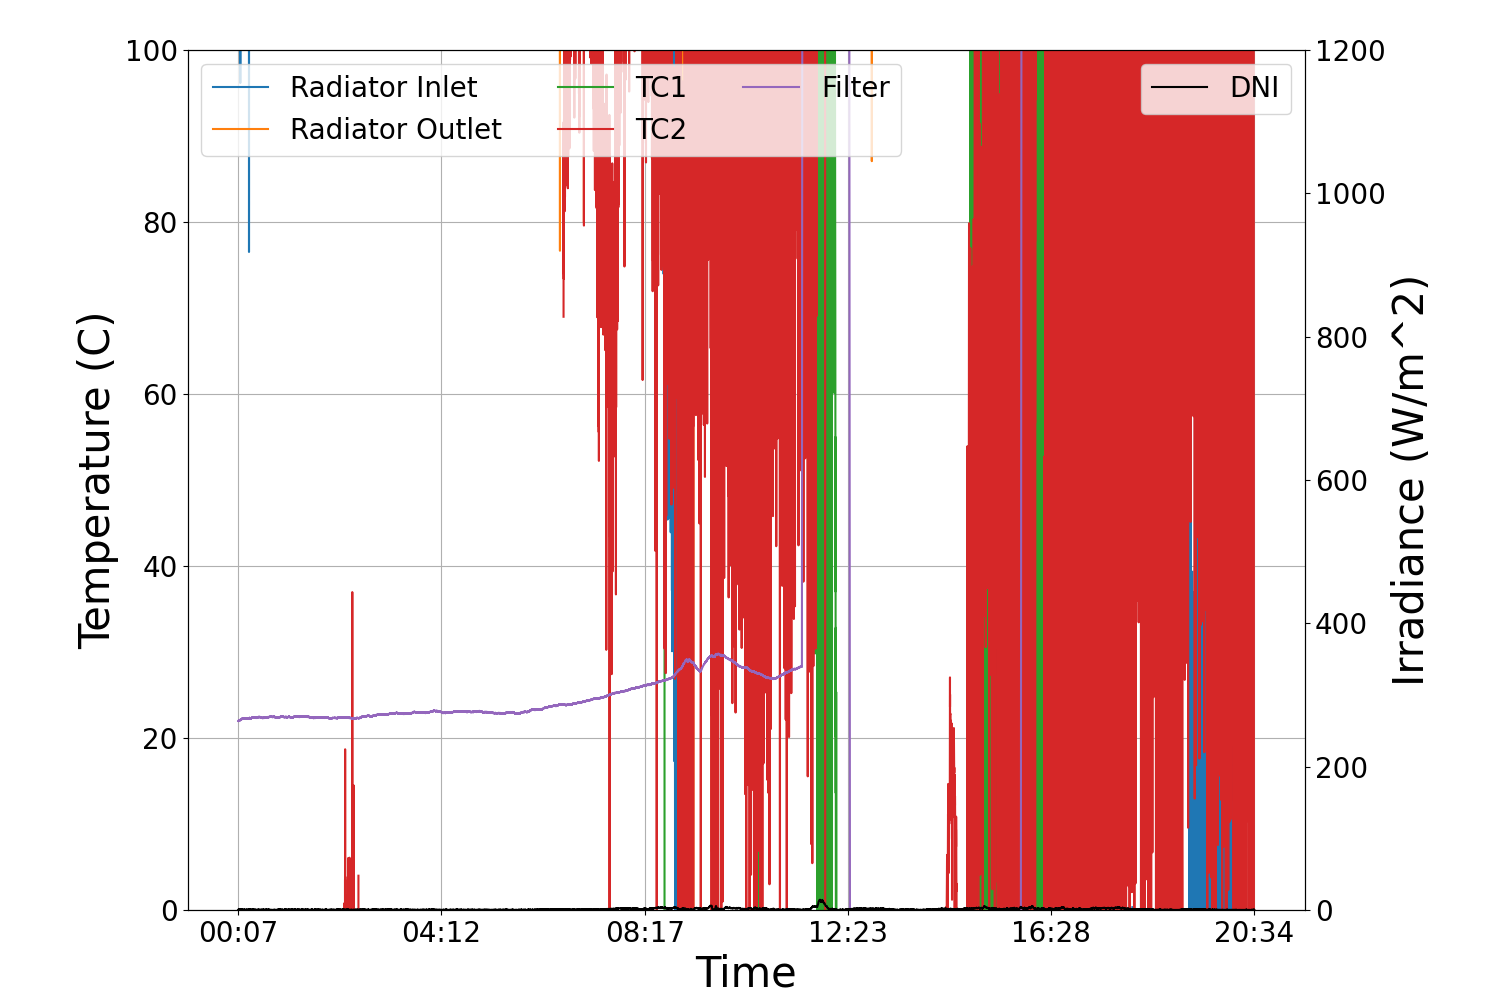 Radiator Inlet
Radiator Outlet
TC1
TC2
Filter
DNI
Temperature (C)
100
80
60
40
20
0
Irradiance (W/m^2)
1200
1000
800
600
400
200
0
00:07
04:12
08:17
12:23
16:28
20:34
Time